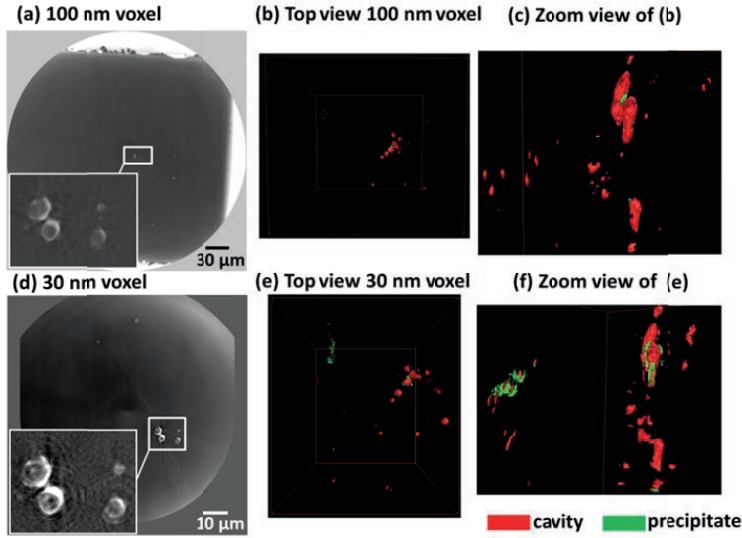 (a) 100 nm voxel
(b) Top view 100 nm voxel
(c) Zoom view of (b)
30 μm
(d) 30 nm voxel
(e) Top view 30 nm voxel
(f) Zoom view of (e)
10 μm
cavity
precipitate